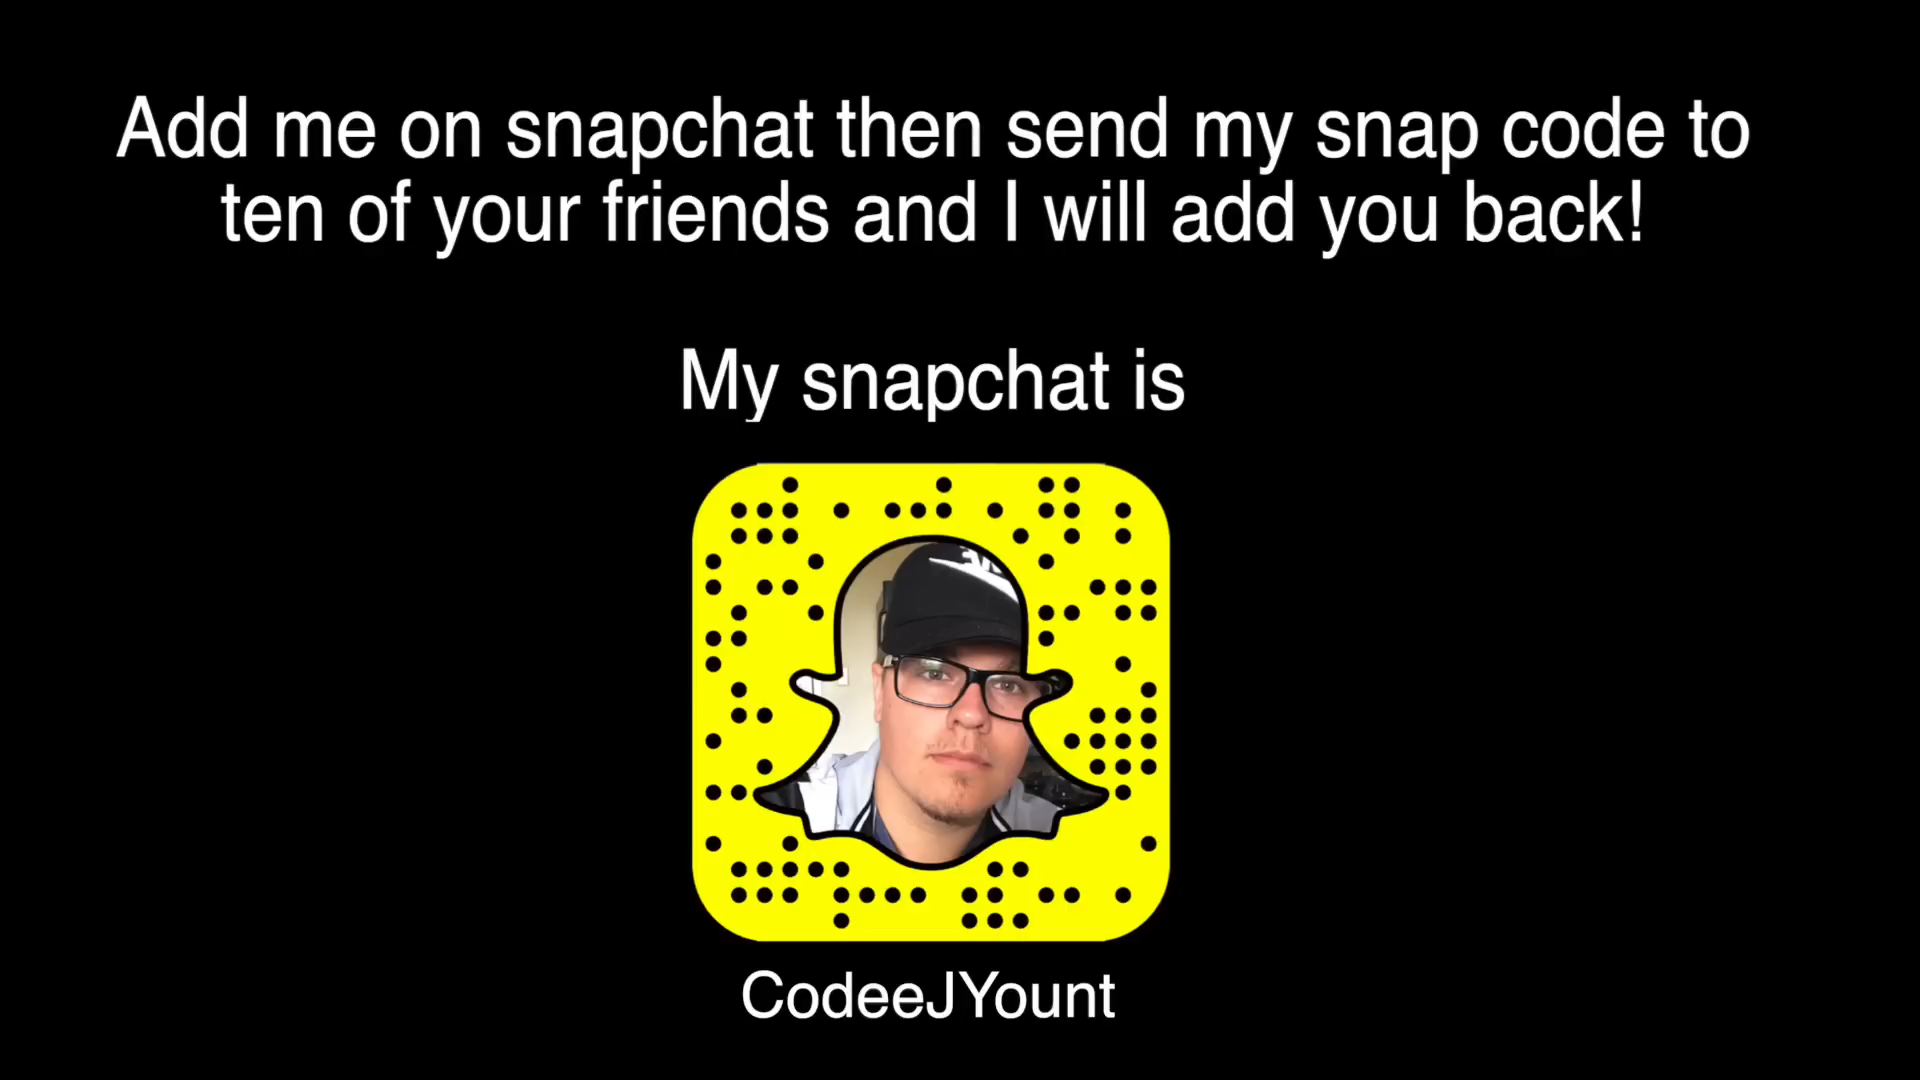 Add me on snapchat then send my snap code to
ten of your friends and I will add you back!
My snapchat is
CodeeJYount